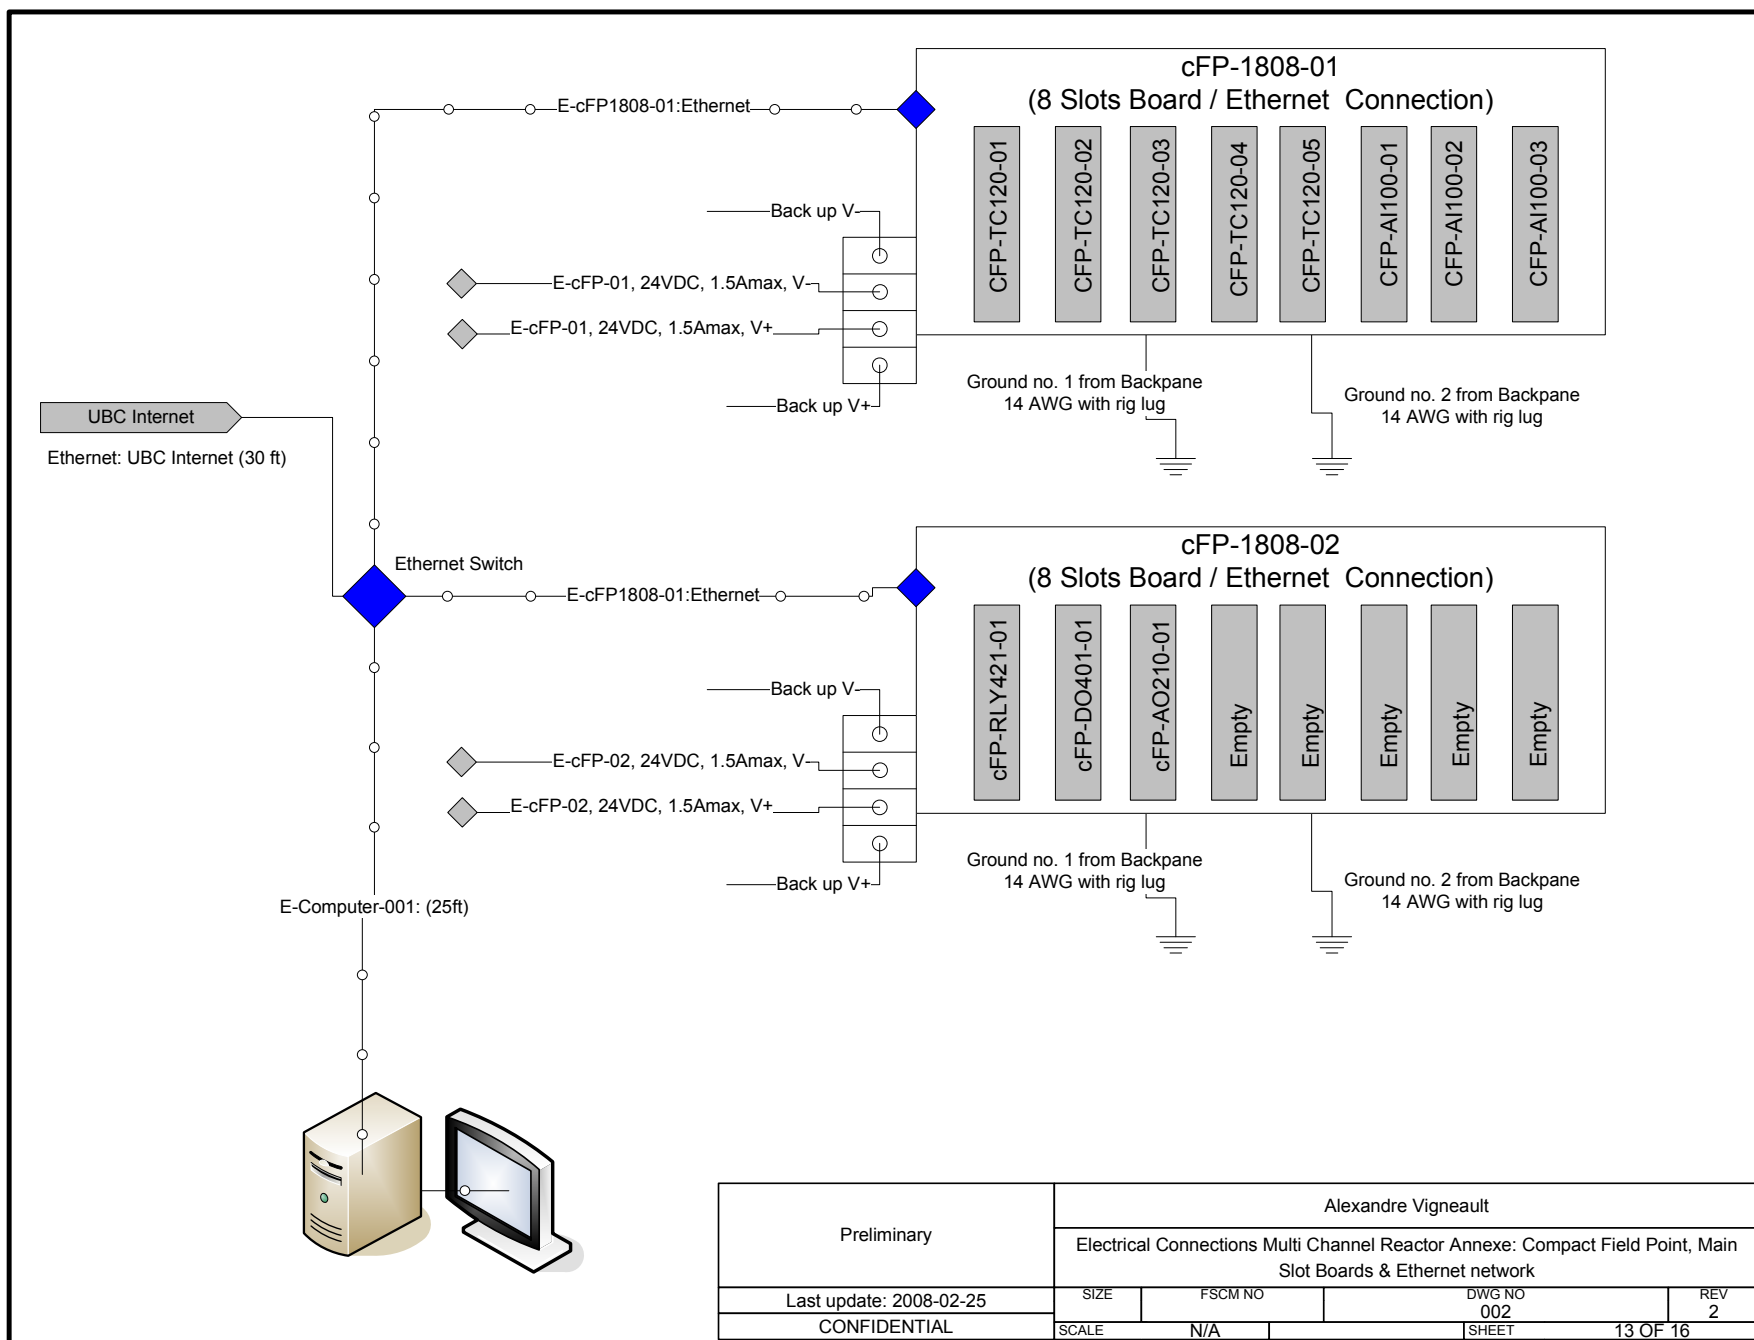 cFP-1808-01
(8 Slots Board / Ethernet Connection)
E-cFP1808-01:Ethernet
CFP-TC120-01
CFP-TC120-02
CFP-TC120-03
CFP-TC120-04
CFP-TC120-05
CFP-AI100-01
CFP-AI100-02
CFP-AI100-03
Back up V-
E-cFP-01, 24VDC, 1.5Amax, V-
E-cFP-01, 24VDC, 1.5Amax, V+
Back up V+
Ground no. 1 from Backpane
14 AWG with rig lug
Ground no. 2 from Backpane
14 AWG with rig lug
UBC Internet
Ethernet: UBC Internet (30 ft)
Ethernet Switch
cFP-1808-02
(8 Slots Board / Ethernet Connection)
E-cFP1808-01:Ethernet
cFP-RLY421-01
cFP-DO401-01
cFP-AO210-01
Empty
Empty
Empty
Empty
Empty
Back up V-
E-cFP-02, 24VDC, 1.5Amax, V-
E-cFP-02, 24VDC, 1.5Amax, V+
Back up V+
Ground no. 1 from Backpane
14 AWG with rig lug
Ground no. 2 from Backpane
14 AWG with rig lug
E-Computer-001: (25ft)
Preliminary
Alexandre Vigneault
Electrical Connections Multi Channel Reactor Annexe: Compact Field Point, Main
Slot Boards & Ethernet network
Last update: 2008-02-25
CONFIDENTIAL
SIZE
FSCM NO
DWG NO
002
REV
2
SCALE
N/A
SHEET
13 OF 16